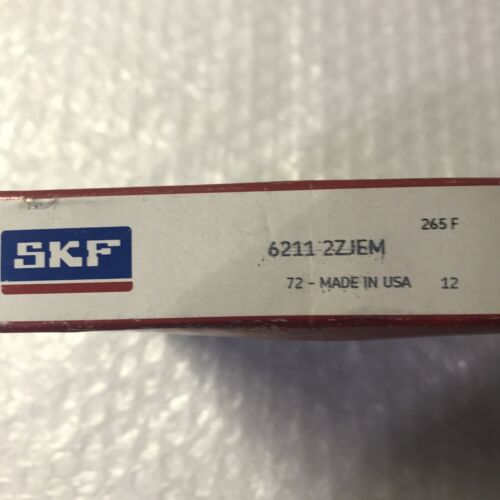 265 F
SKF
6211 2ZJEM
72 - MADE IN USA 12